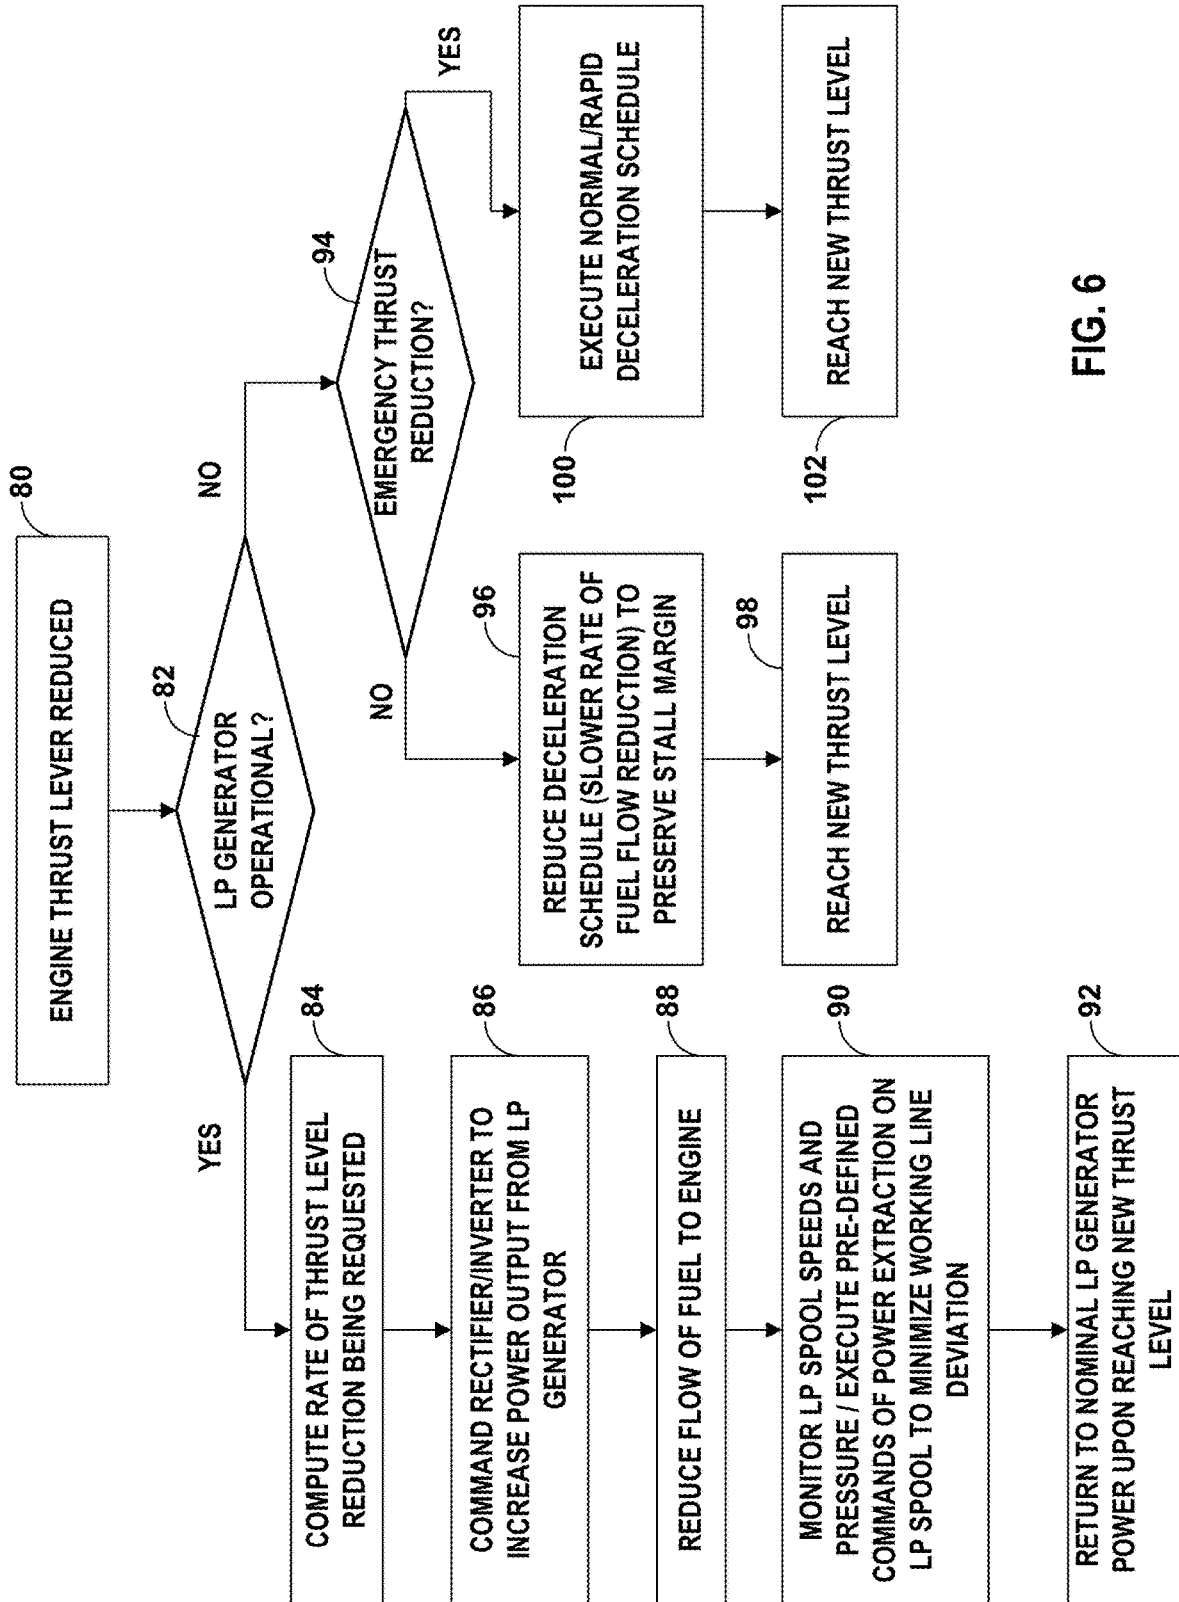 80
ENGINE THRUST LEVER REDUCED
82
LP GENERATOR
OPERATIONAL?
YES
NO
84
COMPUTE RATE OF THRUST LEVEL
REDUCTION BEING REQUESTED
86
COMMAND RECTIFIER/INVERTER TO
INCREASE POWER OUTPUT FROM LP
GENERATOR
88
REDUCE FLOW OF FUEL TO ENGINE
90
MONITOR LP SPOOL SPEEDS AND
PRESSURE / EXECUTE PRE-DEFINED
COMMANDS OF POWER EXTRACTION ON
LP SPOOL TO MINIMIZE WORKING LINE
DEVIATION
92
RETURN TO NOMINAL LP GENERATOR
POWER UPON REACHING NEW THRUST
LEVEL
94
EMERGENCY THRUST
REDUCTION?
NO
YES
96
REDUCE DECELERATION
SCHEDULE (SLOWER RATE OF
FUEL FLOW REDUCTION) TO
PRESERVE STALL MARGIN
98
REACH NEW THRUST LEVEL
100
EXECUTE NORMAL/RAPID
DECELERATION SCHEDULE
102
REACH NEW THRUST LEVEL
FIG. 6